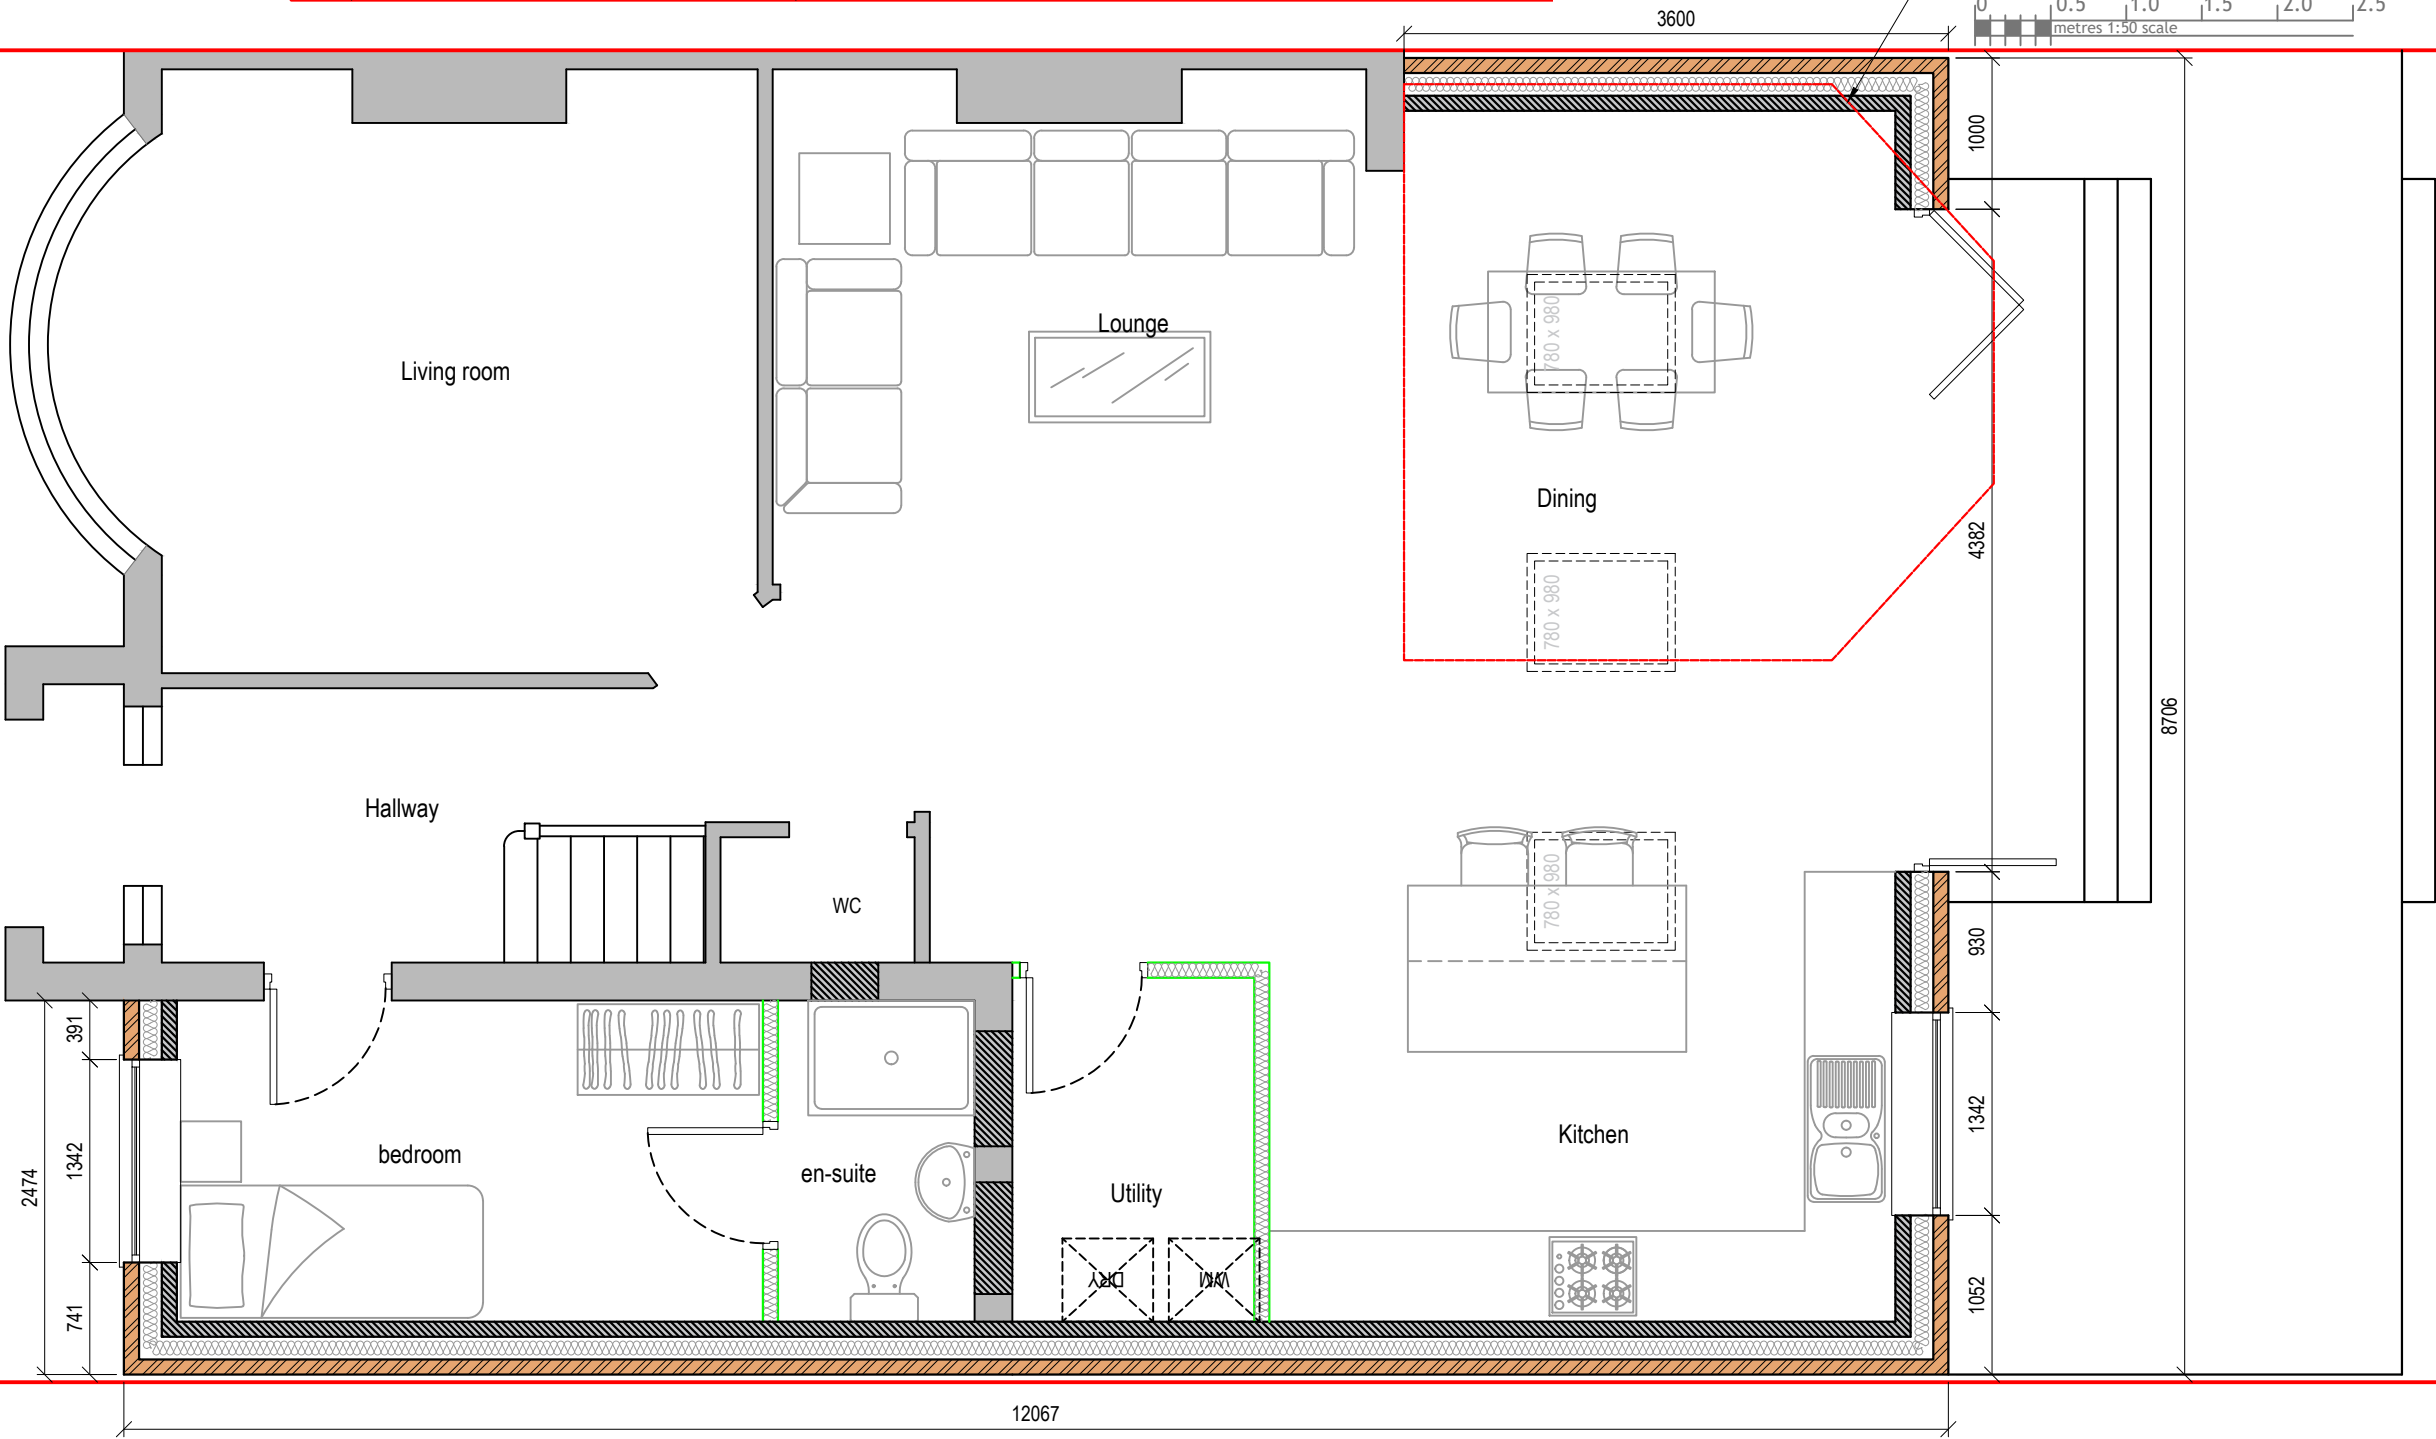 3600
0 0.5 1.0 1.5 2.0 2.5
metres 1:50 scale
1000
Lounge
Living room
780 x 980
Dining
4382
780 x 980
8706
Hallway
WC
780 x 980
930
391
1342
2474
741
bedroom
en-suite
Utility
Kitchen
1342
DRY
WM
1052
12067